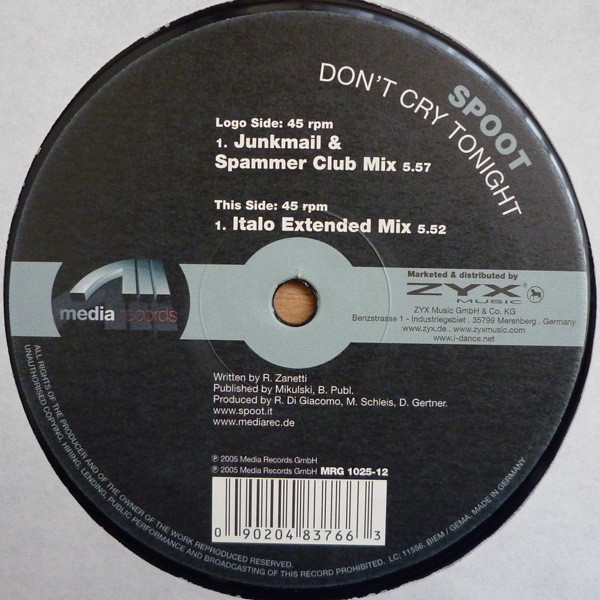 SPOOT
DON'T CRY TONIGHT
Logo Side: 45 rpm
1. Junkmail &
Spammer Club Mix 5.57
This Side: 45 rpm
1. Italo Extended Mix 5.52
media records
Marketed & distributed by
ZYX®
MUSIC
ZYX Music GmbH & Co. KG
Benzstrasse 1 - Industriegebiet . 35799 Merenberg . Germany
www.zyx.de . www.zyxmusic.com
www.i-dance.net
Written by R. Zanetti
Published by Mikulski, B. Publ.
Produced by R. Di Giacomo, M. Schleis, D. Gertner.
www.spoot.it
www.mediarec.de
℗ 2005 Media Records GmbH
℗ 2005 Media Records GmbH MRG 1025-12
0 90204 83766 3
ALL RIGHTS OF THE PRODUCER AND OF THE OWNER OF THE WORK REPRODUCED RESERVED.
UNAUTHORISED COPYING, HIRING, LENDING, PUBLIC PERFORMANCE AND BROADCASTING OF THIS RECORD PROHIBITED. LC: 11556. BIEM / GEMA. MADE IN GERMANY.